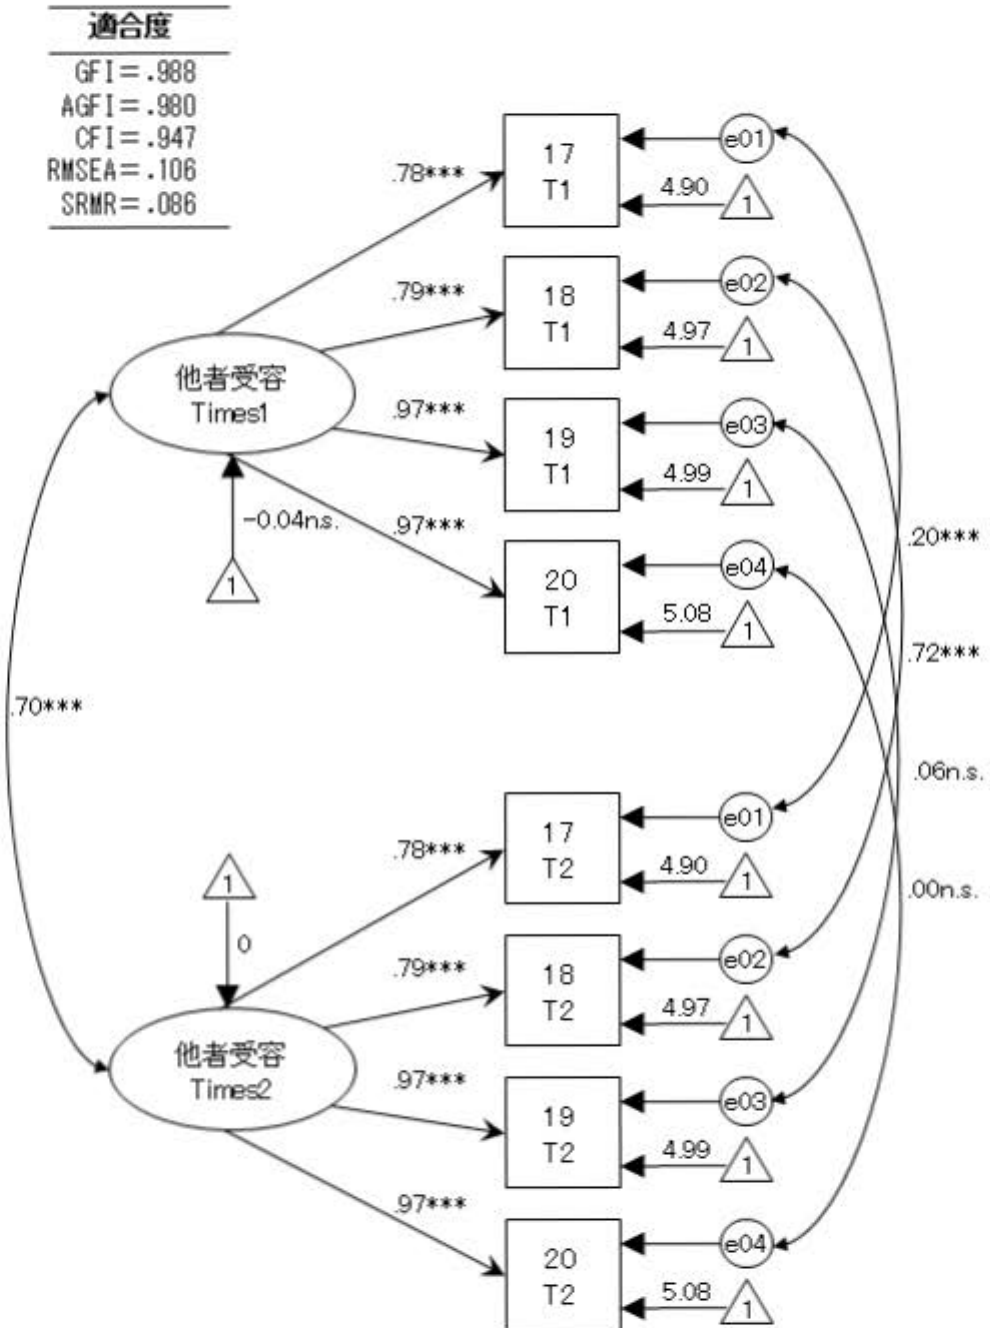 適合度
GFI=.988
AGFI=.980
CFI=.947
RMSEA=.106
SRMR=.086
17
T1
e01
4.90
1
.78***
18
T1
e02
4.97
1
.79***
他者受容
Times1
19
T1
e03
4.99
1
.97***
-0.04n.s.
1
20
T1
e04
5.08
1
.97***
.20***
.72***
.70***
.06n.s.
.00n.s.
17
T2
e01
4.90
1
.78***
1
0
18
T2
e02
4.97
1
.79***
他者受容
Times2
19
T2
e03
4.99
1
.97***
20
T2
e04
5.08
1
.97***